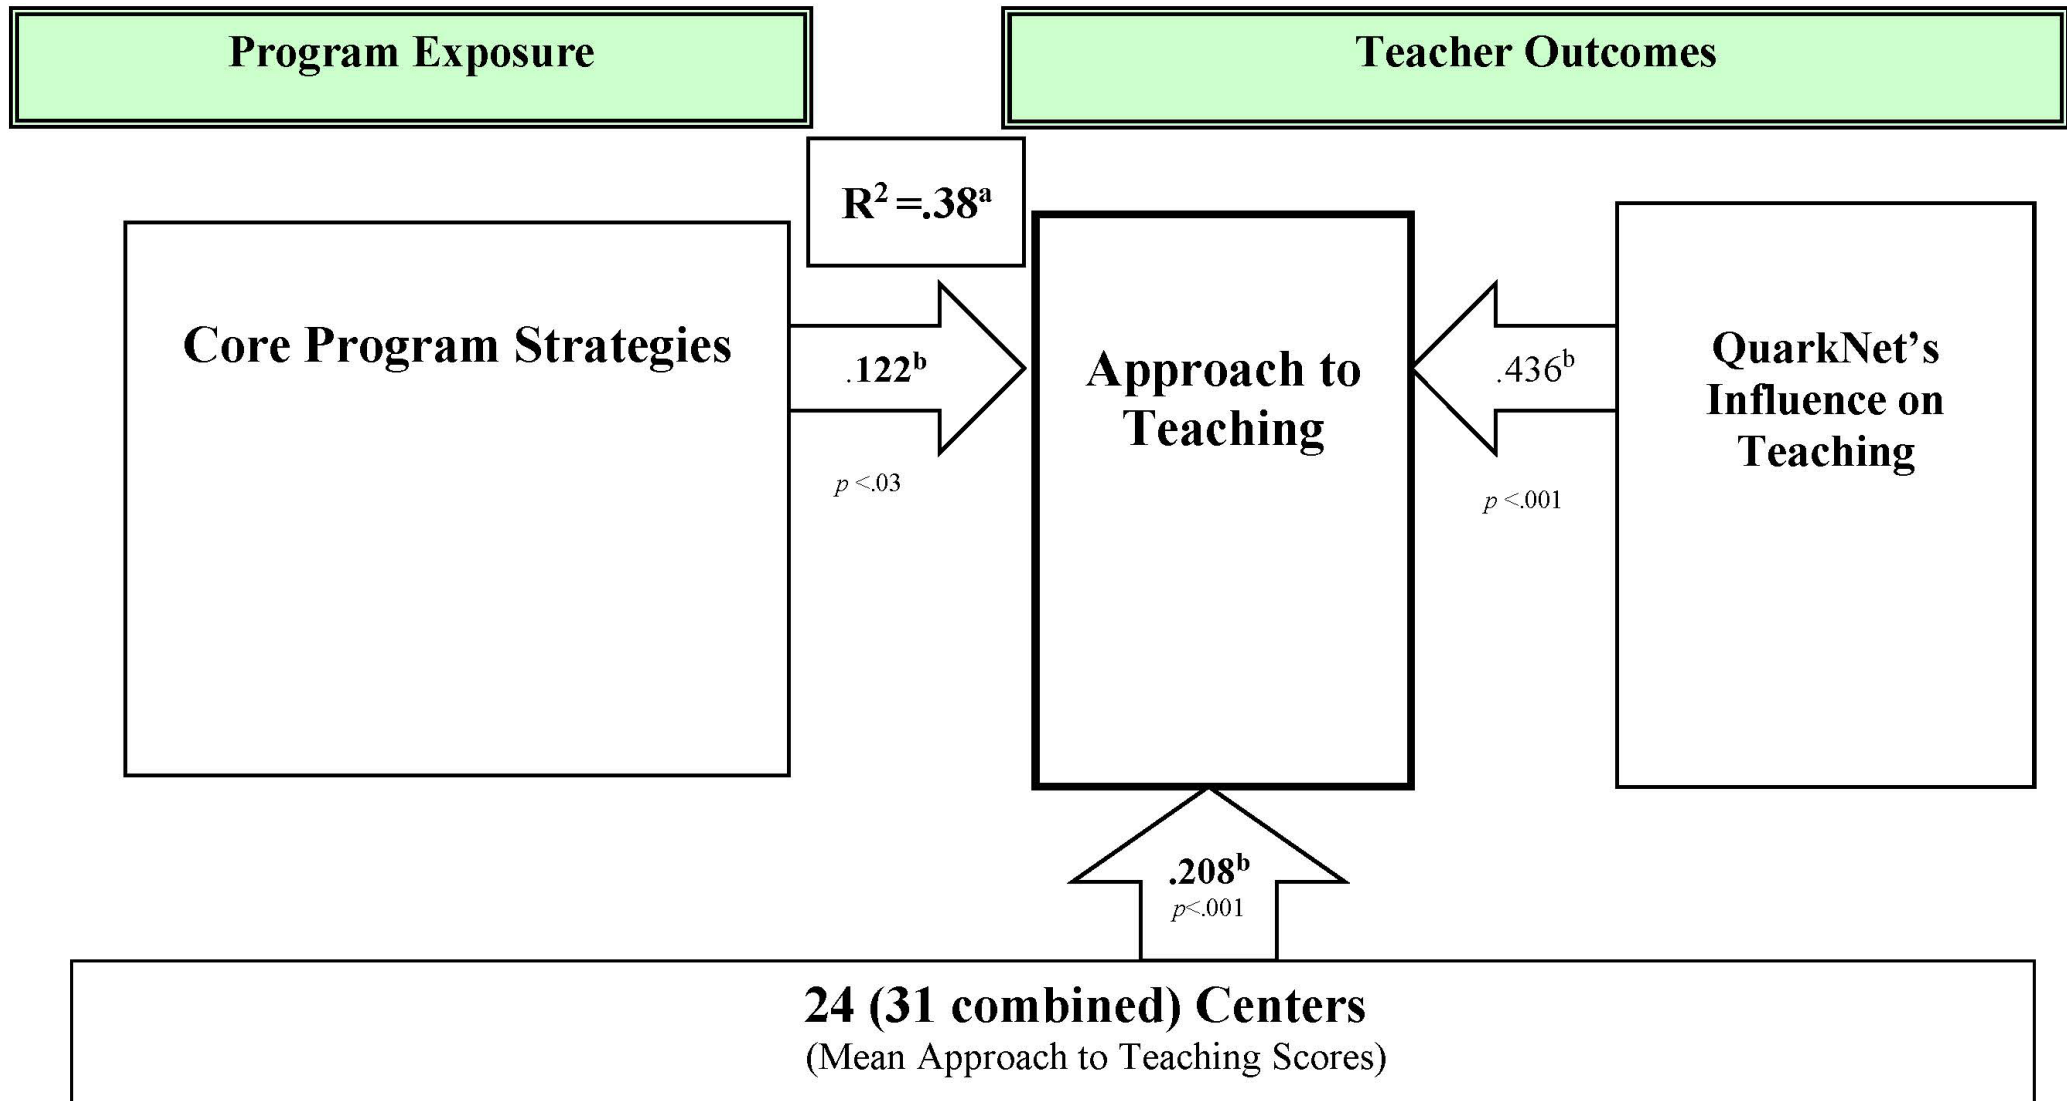 Program Exposure
Teacher Outcomes
R² =.38ᵃ
Core Program Strategies
.122ᵇ
p <.03
Approach to
Teaching
.436ᵇ
p <.001
QuarkNet’s
Influence on
Teaching
.208ᵇ
p<.001
24 (31 combined) Centers
(Mean Approach to Teaching Scores)